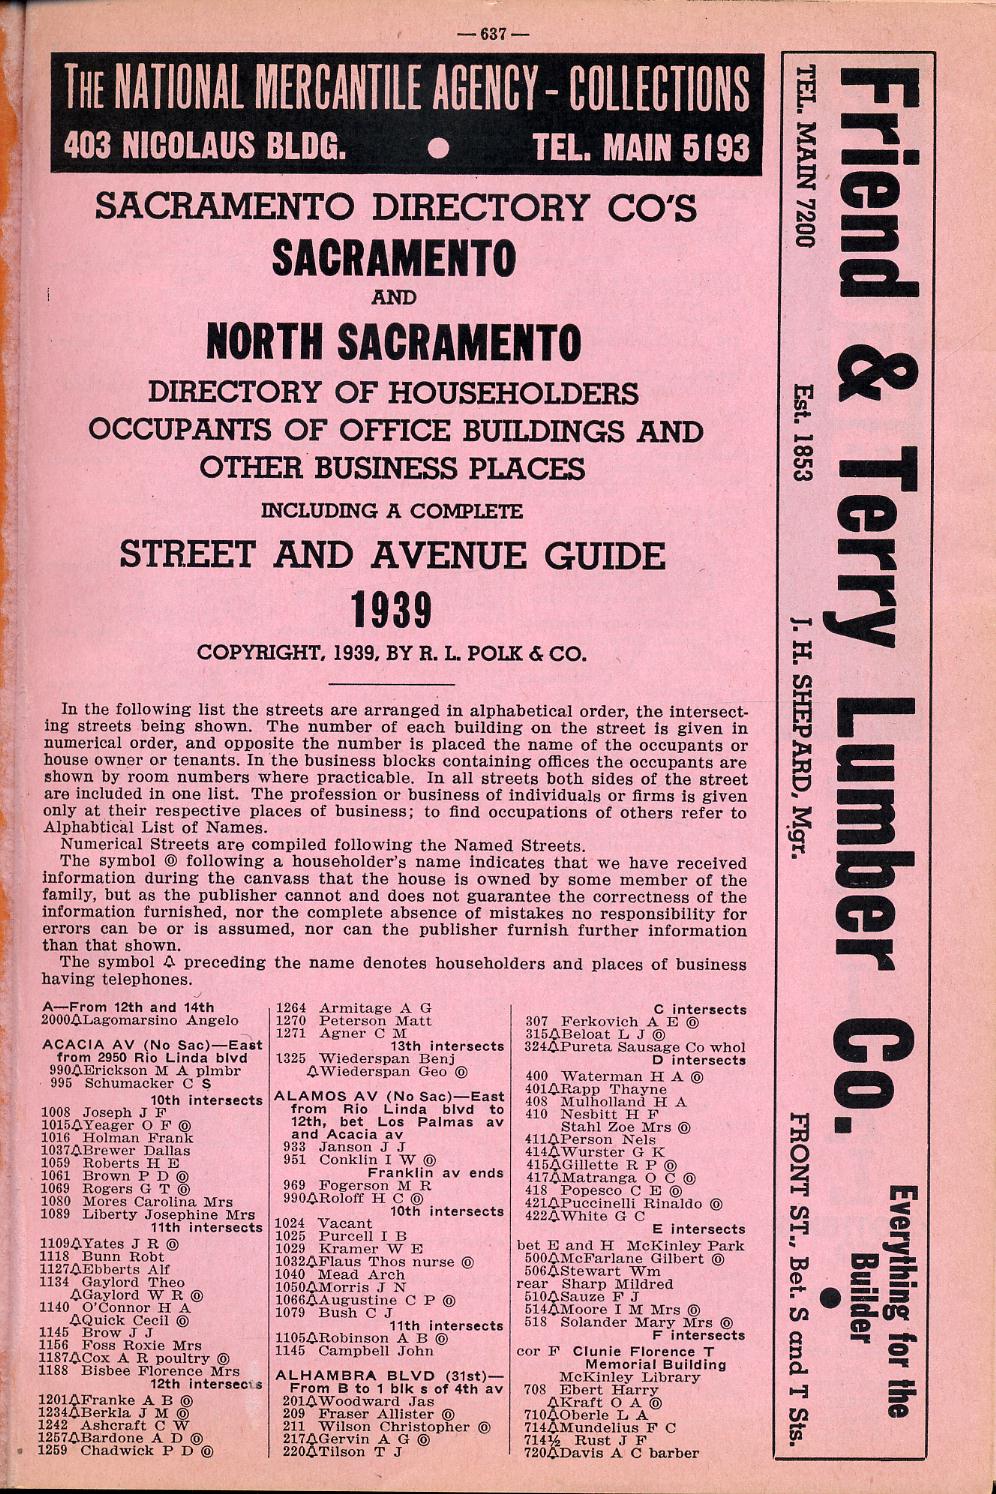 — 637 —
THE NATIONAL MERCANTILE AGENCY - COLLECTIONS
403 NICOLAUS BLDG. ● TEL. MAIN 5193
SACRAMENTO DIRECTORY CO'S
SACRAMENTO
AND
NORTH SACRAMENTO
DIRECTORY OF HOUSEHOLDERS
OCCUPANTS OF OFFICE BUILDINGS AND
OTHER BUSINESS PLACES
INCLUDING A COMPLETE
STREET AND AVENUE GUIDE
1939
COPYRIGHT, 1939, BY R. L. POLK & CO.
In the following list the streets are arranged in alphabetical order, the intersect-
ing streets being shown. The number of each building on the street is given in
numerical order, and opposite the number is placed the name of the occupants or
house owner or tenants. In the business blocks containing offices the occupants are
shown by room numbers where practicable. In all streets both sides of the street
are included in one list. The profession or business of individuals or firms is given
only at their respective places of business; to find occupations of others refer to
Alphabtical List of Names.
Numerical Streets are compiled following the Named Streets.
The symbol ⓞ following a householder's name indicates that we have received
information during the canvass that the house is owned by some member of the
family, but as the publisher cannot and does not guarantee the correctness of the
information furnished, nor the complete absence of mistakes no responsibility for
errors can be or is assumed, nor can the publisher furnish further information
than that shown.
The symbol △ preceding the name denotes householders and places of business
having telephones.
A—From 12th and 14th
2000△Lagomarsino Angelo
ACACIA AV (No Sac)—East
from 2950 Rio Linda blvd
990△Erickson M A plmbr
995 Schumacker C S
10th intersects
1008 Joseph J F
1015△Yeager O F ⓞ
1016 Holman Frank
1037△Brewer Dallas
1059 Roberts H E
1061 Brown P D ⓞ
1069 Rogers G T ⓞ
1080 Mores Carolina Mrs
1089 Liberty Josephine Mrs
11th intersects
1109△Yates J R ⓞ
1118 Bunn Robt
1127△Ebberts Alf
1134 Gaylord Theo
△Gaylord W R ⓞ
1140 O'Connor H A
△Quick Cecil ⓞ
1145 Brow J J
1156 Foss Roxie Mrs
1187△Cox A R poultry ⓞ
1188 Bisbee Florence Mrs
12th intersects
1201△Franke A B ⓞ
1234△Berkla J M ⓞ
1242 Ashcraft C W
1257△Bardone A D ⓞ
1259 Chadwick P D ⓞ
1264 Armitage A G
1270 Peterson Matt
1271 Agner C M
13th intersects
1325 Wiederspan Benj
△Wiederspan Geo ⓞ
ALAMOS AV (No Sac)—East
from Rio Linda blvd to
12th, bet Los Palmas av
and Acacia av
933 Janson J J
951 Conklin I W ⓞ
Franklin av ends
969 Fogerson M R
990△Roloff H C ⓞ
10th intersects
1024 Vacant
1025 Purcell I B
1029 Kramer W E
1032△Flaus Thos nurse ⓞ
1040 Mead Arch
1050△Morris J N
1066△Augustine C P ⓞ
1079 Bush C J
11th intersects
1105△Robinson A B ⓞ
1145 Campbell John
ALHAMBRA BLVD (31st)—
From B to 1 blk s of 4th av
201△Woodward Jas
209 Fraser Allister ⓞ
211 Wilson Christopher ⓞ
217△Gervin A G ⓞ
220△Tilson T J
C intersects
307 Ferkovich A E ⓞ
315△Beloat L J ⓞ
324△Pureta Sausage Co whol
D intersects
400 Waterman H A ⓞ
401△Rapp Thayne
408 Mulholland H A
410 Nesbitt H F
Stahl Zoe Mrs ⓞ
411△Person Nels
414△Wurster G K
415△Gillette R P ⓞ
417△Matranga O C ⓞ
418 Popesco C E ⓞ
421△Puccinelli Rinaldo ⓞ
422△White G C
E intersects
bet E and H McKinley Park
500△McFarlane Gilbert ⓞ
506△Stewart Wm
rear Sharp Mildred
510△Sauze F J
514△Moore I M Mrs ⓞ
518 Solander Mary Mrs ⓞ
F intersects
cor F Clunie Florence T
Memorial Building
McKinley Library
708 Ebert Harry
△Kraft O A ⓞ
710△Oberle L A
714△Mundelius F C
714½ Rust J F
720△Davis A C barber
Friend & Terry Lumber Co.
TEL. MAIN 7200 Est. 1853 J. H. SHEPARD, Mgr. FRONT ST., Bet. S and T Sts.
Everything for the
Builder
●